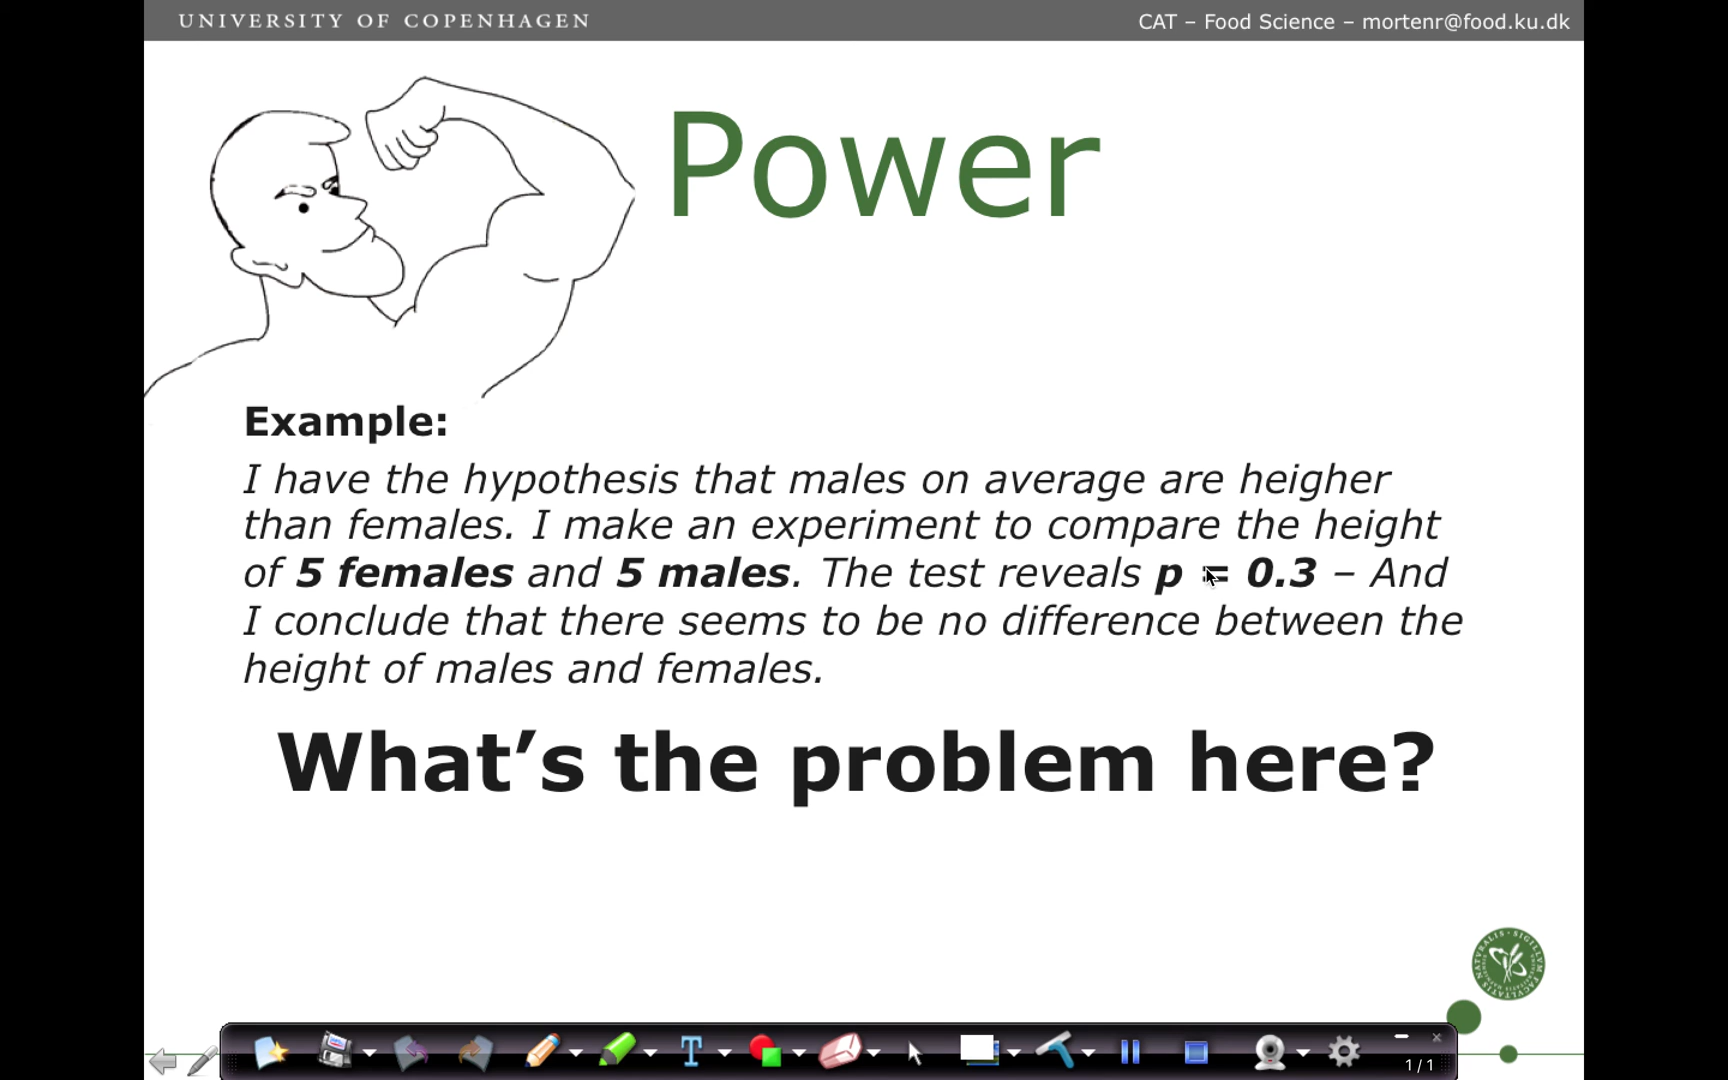 UNIVERSITY OF COPENHAGEN
CAT – Food Science – mortenr@food.ku.dk
Power
Example:
I have the hypothesis that males on average are heigher
than females. I make an experiment to compare the height
of 5 females and 5 males. The test reveals p = 0.3 – And
I conclude that there seems to be no difference between the
height of males and females.
What’s the problem here?
T
1/1